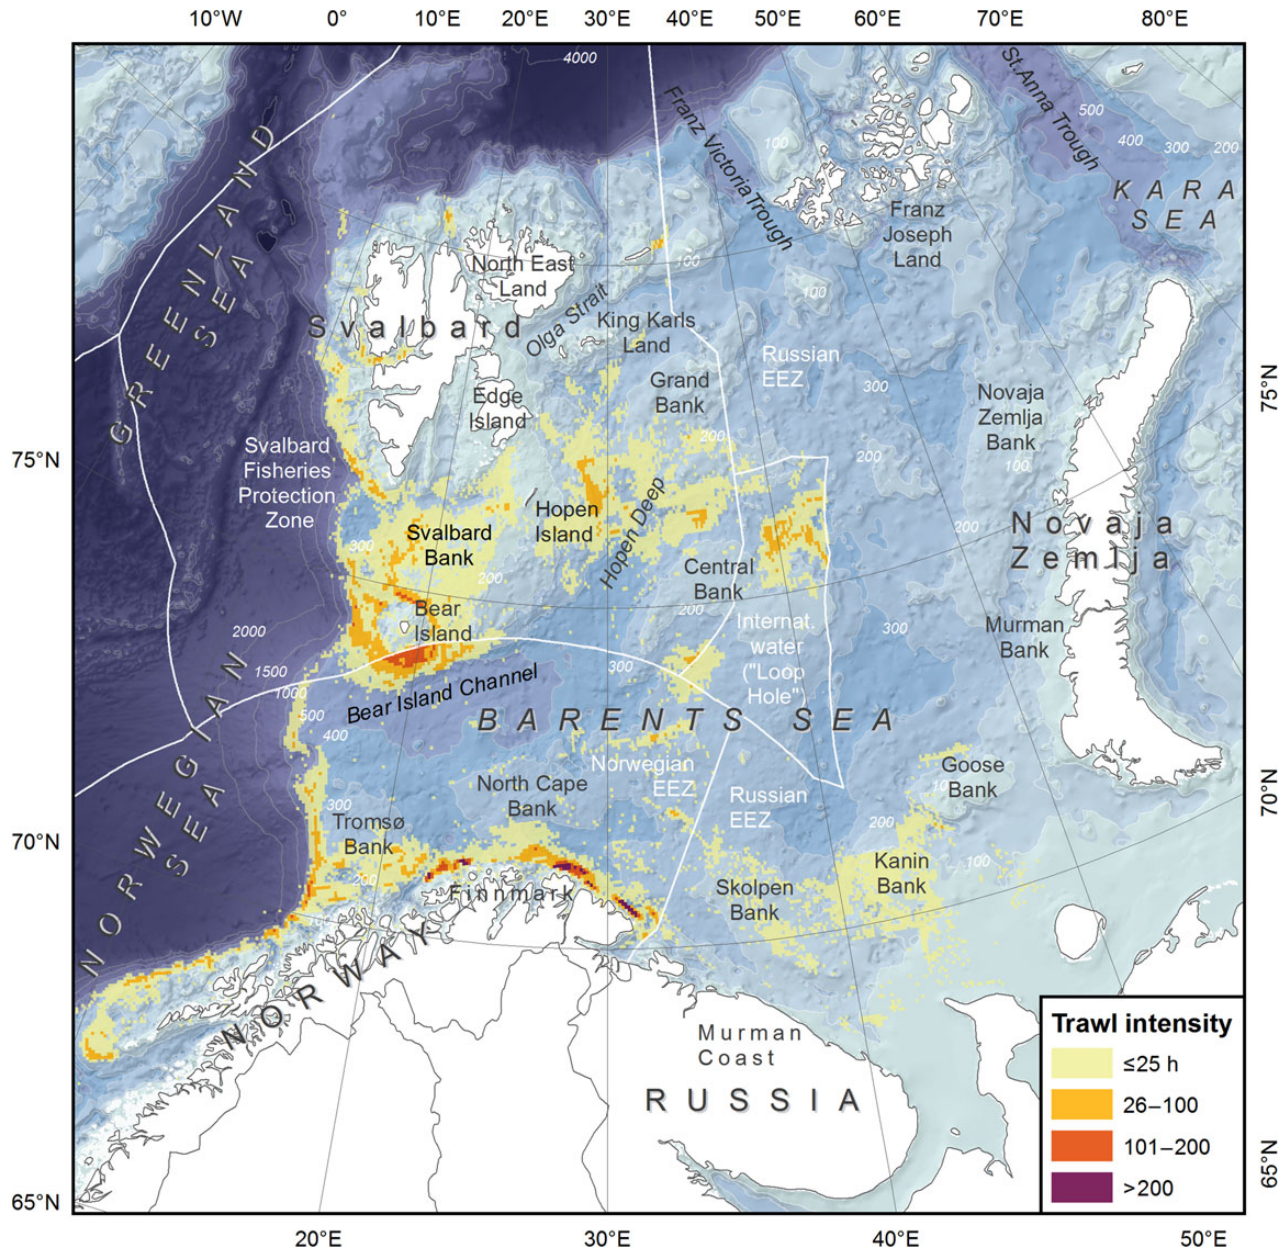 10°W 0° 10°E 20°E 30°E 40°E 50°E 60°E 70°E 80°E
4000
St.Anna Trough
500
400
300
200
Franz VictoriaTrough
100
KARA
SEA
GREENLAND
SEA
Franz
Joseph
Land
North East
Land
100
100
Svalbard
Olga Strait
King Karls
Land
Russian
EEZ
Grand
Bank
300
Novaja
Zemlja
Bank
75°N
Edge
Island
200
200
100
75°N
Svalbard
Fisheries
Protection
Zone
Hopen
Island
Hopen Deep
Svalbard
Bank
300
200
Novaja
Zemlja
Central
Bank
200
200
Bear
Island
Internat.
water
("Loop
Hole")
300
Murman
Bank
2000
1500
1000
500
400
300
Bear Island Channel
BARENTS SEA
NORWEGIAN
SEA
Norwegian
EEZ
Goose
Bank
10
North Cape
Bank
Russian
EEZ
70°N
300
Tromsø
Bank
200
200
100
70°N
Kanin
Bank
Skolpen
Bank
Finnmark
NORWAY
Murman
Coast
RUSSIA
Trawl intensity
≤25 h
26–100
101–200
>200
65°N
65°N
20°E 30°E 40°E 50°E